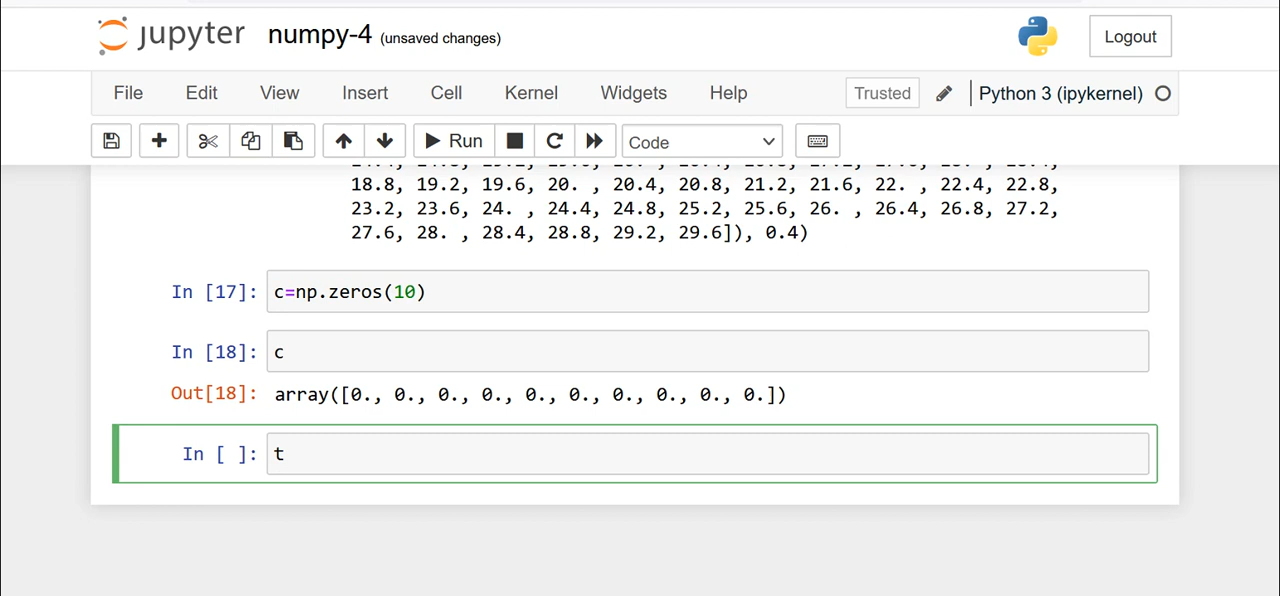 jupyter numpy-4 (unsaved changes)
Logout
File Edit View Insert Cell Kernel Widgets Help Trusted Python 3 (ipykernel)
Run Code
18.8, 19.2, 19.6, 20. , 20.4, 20.8, 21.2, 21.6, 22. , 22.4, 22.8,
23.2, 23.6, 24. , 24.4, 24.8, 25.2, 25.6, 26. , 26.4, 26.8, 27.2,
27.6, 28. , 28.4, 28.8, 29.2, 29.6]), 0.4)
In [17]: c=np.zeros(10)
In [18]: c
Out[18]: array([0., 0., 0., 0., 0., 0., 0., 0., 0., 0.])
In [ ]: t